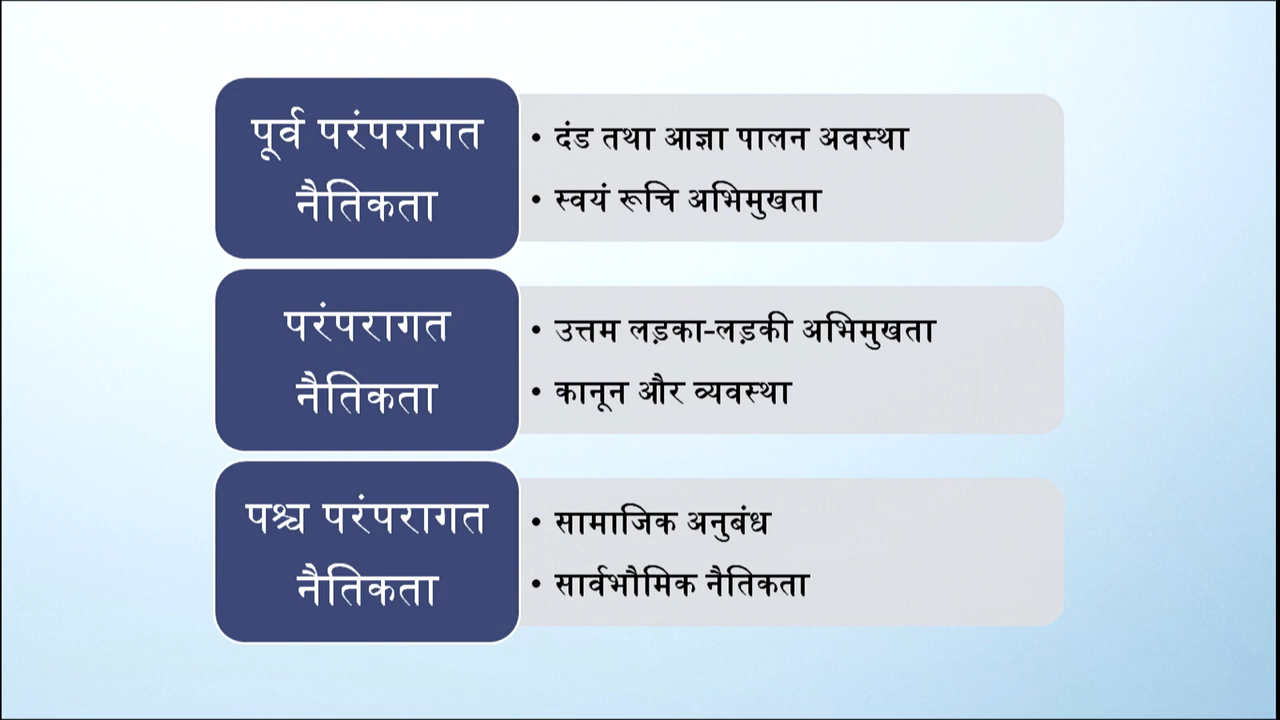 पूर्व परंपरागत
नैतिकता
• दंड तथा आज्ञा पालन अवस्था
• स्वयं रूचि अभिमुखता
परंपरागत
नैतिकता
• उत्तम लड़का-लड़की अभिमुखता
• कानून और व्यवस्था
पश्च परंपरागत
नैतिकता
• सामाजिक अनुबंध
• सार्वभौमिक नैतिकता